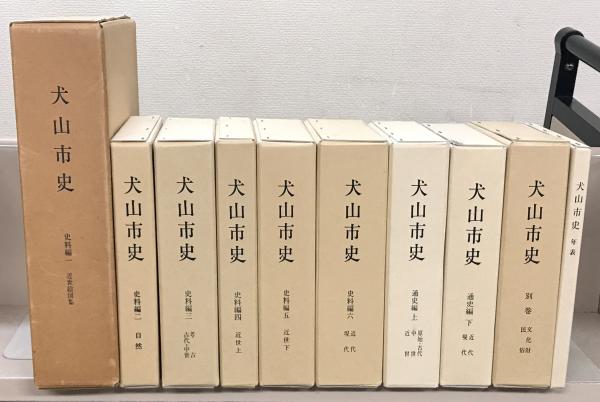 犬山市史
史料編一 近世絵図集
犬山市史
史料編二 自然
犬山市史
史料編三 考古 古代・中世
犬山市史
史料編四 近世上
犬山市史
史料編五 近世下
犬山市史
史料編六 近代 現代
犬山市史
通史編 上 原始・古代 中世 近世
犬山市史
通史編 下 近代 現代
犬山市史
別巻 文化財 民俗
犬山市史 年表